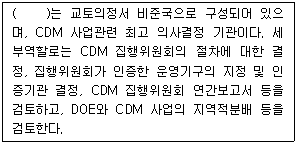 (      )는 교토의정서 비준국으로 구성되어 있으
며, CDM 사업관련 최고 의사결정 기관이다. 세
부역할로는 CDM 집행위원회의 절차에 대한 결
정, 집행위원회가 인증한 운영기구의 지정 및 인
증기관 결정, CDM 집행위원회 연간보고서 등을
검토하고, DOE와 CDM 사업의 지역적분배 등을
검토한다.